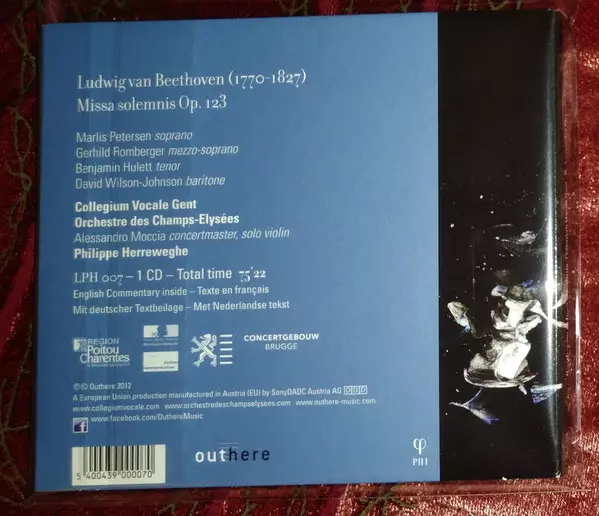 Ludwig van Beethoven (1770-1827)
Missa solemnis Op. 123
Marlis Petersen soprano
Gerhild Romberger mezzo-soprano
Benjamin Hulett tenor
David Wilson-Johnson baritone
Collegium Vocale Gent
Orchestre des Champs-Elysées
Alessandro Moccia concertmaster, solo violin
Philippe Herreweghe
LPH 007 – 1 CD – Total time 75'22
English Commentary inside – Texte en français
Mit deutscher Textbeilage – Met Nederlandse tekst
RÉGION
Poitou
Charentes
CONCERTGEBOUW
BRUGGE
℗© Outhere 2012
A European Union production manufactured in Austria (EU) by SonyDADC Austria AG DDD
www.collegiumvocale.com www.orchestredeschampselysees.com www.outhere-music.com
f www.facebook.com/OuthereMusic
5 400439 000070
outhere
φ
PHI